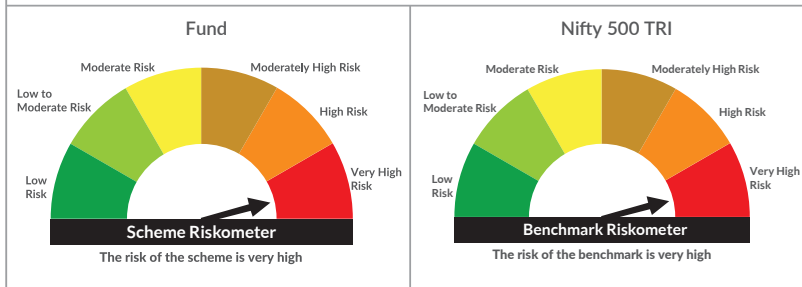 Fund
Moderate Risk
Moderately High Risk
Low to
Moderate Risk
High Risk
Low
Risk
Very High
Risk
Scheme Riskometer
The risk of the scheme is very high
Nifty 500 TRI
Moderate Risk
Moderately High Risk
Low to
Moderate Risk
High Risk
Low
Risk
Very High
Risk
Benchmark Riskometer
The risk of the benchmark is very high